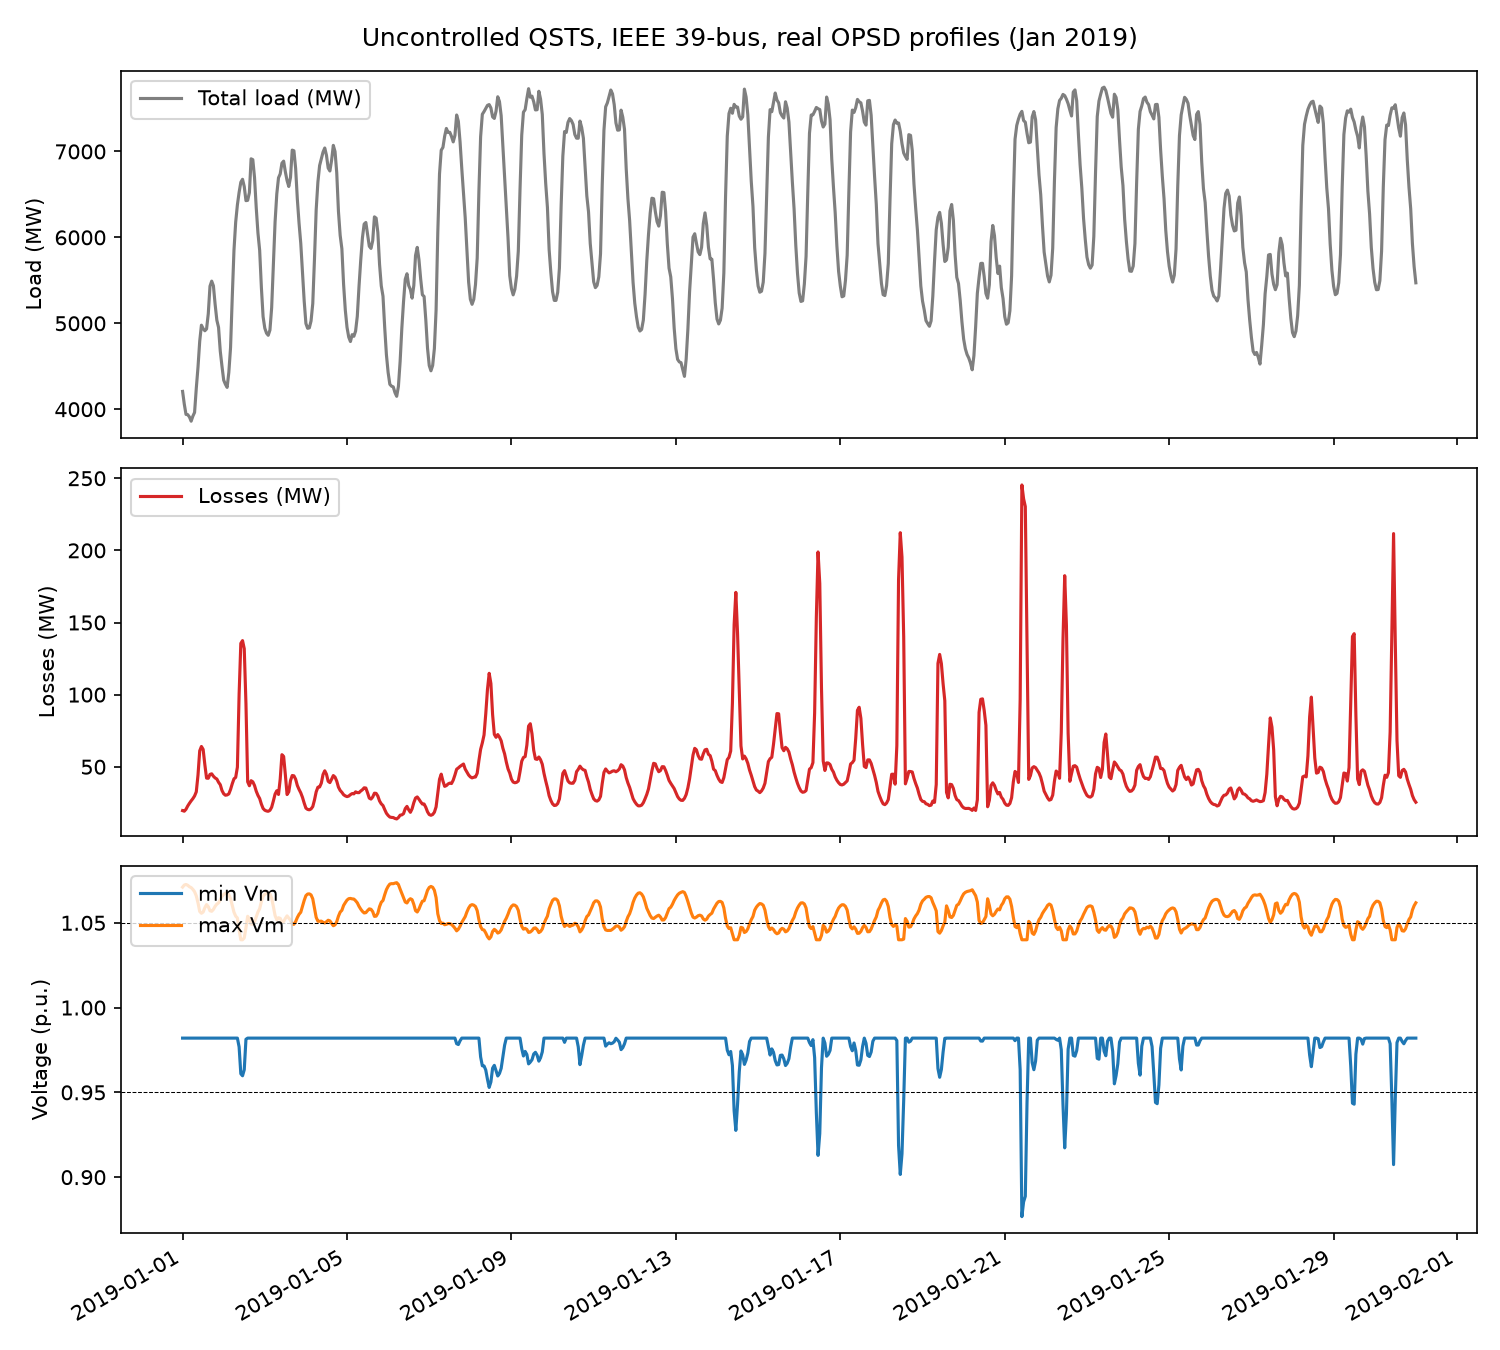 Uncontrolled QSTS, IEEE 39-bus, real OPSD profiles (Jan 2019)
Total load (MW)
Load (MW)
7000
6000
5000
4000
Losses (MW)
Losses (MW)
250
200
150
100
50
min Vm
max Vm
Voltage (p.u.)
1.05
1.00
0.95
0.90
2019-01-01
2019-01-05
2019-01-09
2019-01-13
2019-01-17
2019-01-21
2019-01-25
2019-01-29
2019-02-01